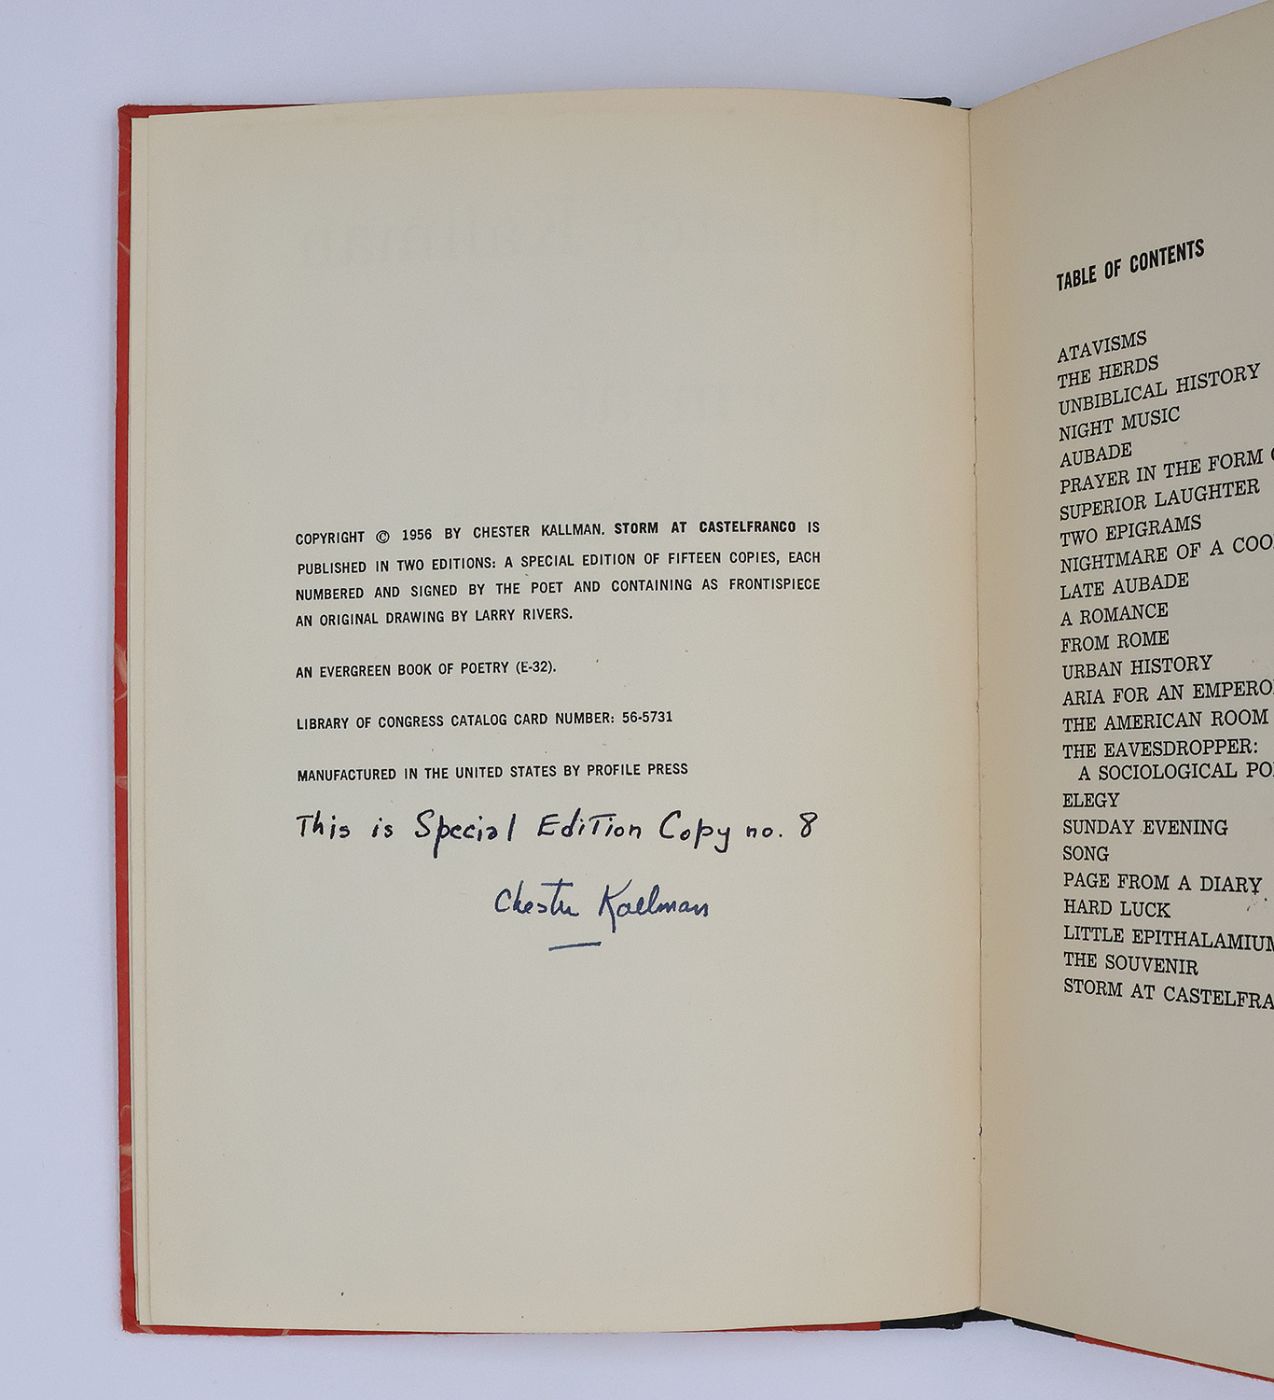 COPYRIGHT © 1956 BY CHESTER KALLMAN. STORM AT CASTELFRANCO IS
PUBLISHED IN TWO EDITIONS: A SPECIAL EDITION OF FIFTEEN COPIES, EACH
NUMBERED AND SIGNED BY THE POET AND CONTAINING AS FRONTISPIECE
AN ORIGINAL DRAWING BY LARRY RIVERS.
AN EVERGREEN BOOK OF POETRY (E-32).
LIBRARY OF CONGRESS CATALOG CARD NUMBER: 56-5731
MANUFACTURED IN THE UNITED STATES BY PROFILE PRESS
This is Special Edition Copy no. 8
Chester Kallman
TABLE OF CONTENTS
ATAVISMS
THE HERDS
UNBIBLICAL HISTORY
NIGHT MUSIC
AUBADE
PRAYER IN THE FORM
SUPERIOR LAUGHTER
TWO EPIGRAMS
NIGHTMARE OF A COO
LATE AUBADE
A ROMANCE
FROM ROME
URBAN HISTORY
ARIA FOR AN EMPERO
THE AMERICAN ROOM
THE EAVESDROPPER:
A SOCIOLOGICAL PO
ELEGY
SUNDAY EVENING
SONG
PAGE FROM A DIARY
HARD LUCK
LITTLE EPITHALAMIUM
THE SOUVENIR
STORM AT CASTELFRA